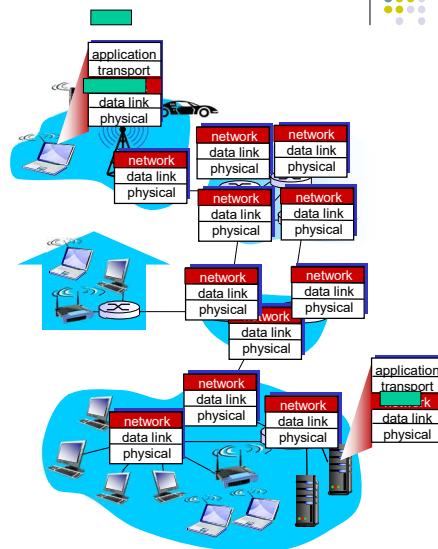 application
transport
data link
physical
network
data link
physical
network
data link
physical
network
data link
physical
network
data link
physical
network
data link
physical
network
data link
physical
network
data link
physical
network
data link
physical
network
data link
physical
network
data link
physical
network
data link
physical
application
transport
network
data link
physical